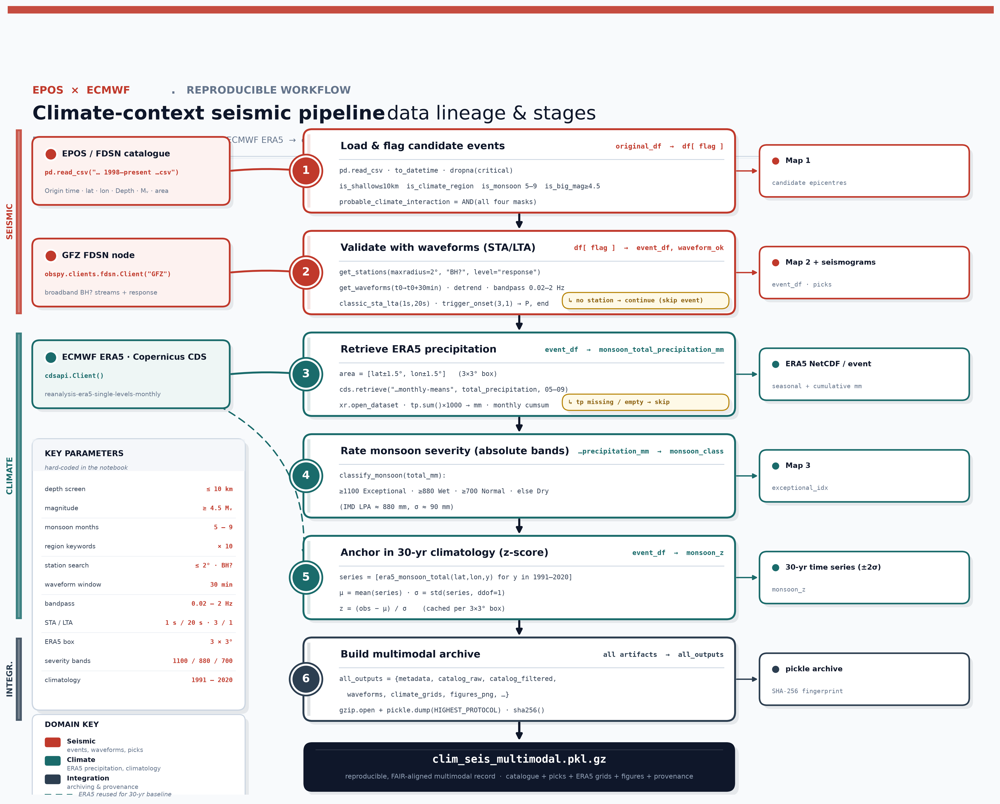 EPOS × ECMWF . REPRODUCIBLE WORKFLOW
Climate-context seismic pipeline data lineage & stages
ECMWF ERA5 →
SEISMIC
EPOS / FDSN catalogue
pd.read_csv("… 1998–present …csv")
Origin time · lat · lon · Depth · Mᵥ · area
1
Load & flag candidate events
original_df → df[ flag ]
pd.read_csv · to_datetime · dropna(critical)
is_shallow≤10km is_climate_region is_monsoon 5–9 is_big_mag≥4.5
probable_climate_interaction = AND(all four masks)
Map 1
candidate epicentres
GFZ FDSN node
obspy.clients.fdsn.Client("GFZ")
broadband BH? streams + response
2
Validate with waveforms (STA/LTA)
df[ flag ] → event_df, waveform_ok
get_stations(maxradius=2°, "BH?", level="response")
get_waveforms(t0→t0+30min) · detrend · bandpass 0.02–2 Hz
classic_sta_lta(1s,20s) · trigger_onset(3,1) → P, end
↳ no station → continue (skip event)
Map 2 + seismograms
event_df · picks
CLIMATE
ECMWF ERA5 · Copernicus CDS
cdsapi.Client()
reanalysis-era5-single-levels-monthly
3
Retrieve ERA5 precipitation
event_df → monsoon_total_precipitation_mm
area = [lat±1.5°, lon±1.5°] (3×3° box)
cds.retrieve("…monthly-means", total_precipitation, 05–09)
xr.open_dataset · tp.sum()×1000 → mm · monthly cumsum
↳ tp missing / empty → skip
ERA5 NetCDF / event
seasonal + cumulative mm
4
Rate monsoon severity (absolute bands)
…precipitation_mm → monsoon_class
classify_monsoon(total_mm):
≥1100 Exceptional · ≥880 Wet · ≥700 Normal · else Dry
(IMD LPA ≈ 880 mm, σ ≈ 90 mm)
Map 3
exceptional_idx
5
Anchor in 30-yr climatology (z-score)
event_df → monsoon_z
series = [era5_monsoon_total(lat,lon,y) for y in 1991–2020]
μ = mean(series) · σ = std(series, ddof=1)
z = (obs − μ) / σ (cached per 3×3° box)
30-yr time series (±2σ)
monsoon_z
INTEGR.
6
Build multimodal archive
all artifacts → all_outputs
all_outputs = {metadata, catalog_raw, catalog_filtered,
waveforms, climate_grids, figures_png, …}
gzip.open + pickle.dump(HIGHEST_PROTOCOL) · sha256()
pickle archive
SHA-256 fingerprint
KEY PARAMETERS
hard-coded in the notebook
depth screen ≤ 10 km
magnitude ≥ 4.5 Mᵥ
monsoon months 5 – 9
region keywords × 10
station search ≤ 2° · BH?
waveform window 30 min
bandpass 0.02 – 2 Hz
STA / LTA 1 s / 20 s · 3 / 1
ERA5 box 3 × 3°
severity bands 1100 / 880 / 700
climatology 1991 – 2020
DOMAIN KEY
Seismic
events, waveforms, picks
Climate
ERA5 precipitation, climatology
Integration
archiving & provenance
ERA5 reused for 30-yr baseline
clim_seis_multimodal.pkl.gz
reproducible, FAIR-aligned multimodal record · catalogue + picks + ERA5 grids + figures + provenance